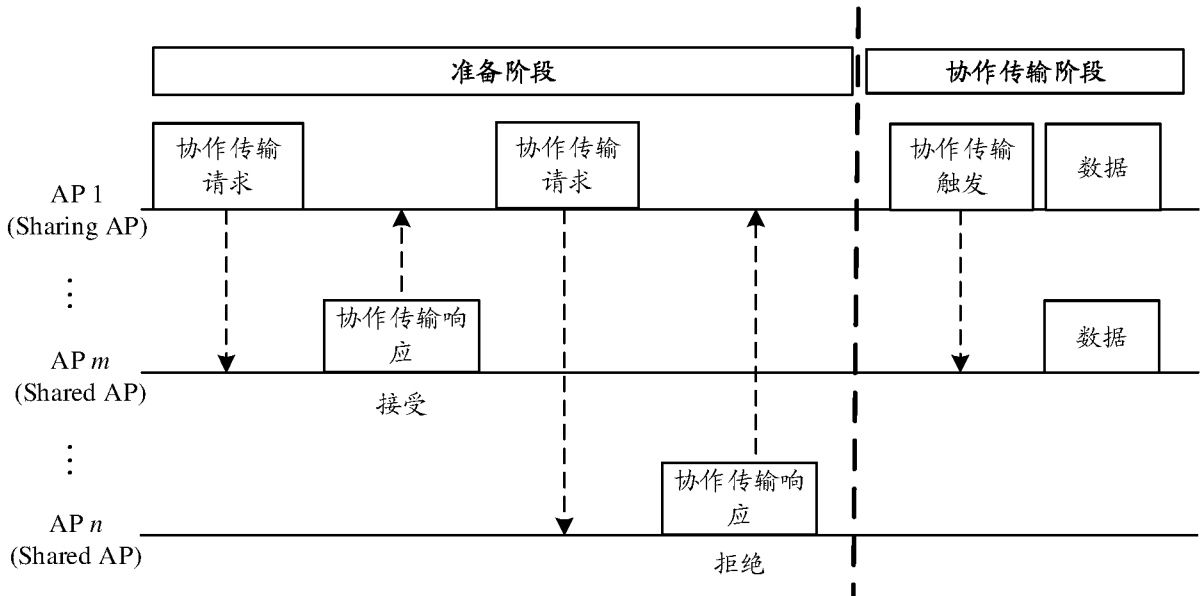 准备阶段
协作传输阶段
协作传输
请求
协作传输
请求
协作传输
触发
数据
AP 1
(Sharing AP)
⋮
协作传输响
应
数据
AP m
(Shared AP)
接受
⋮
协作传输响
应
AP n
(Shared AP)
拒绝